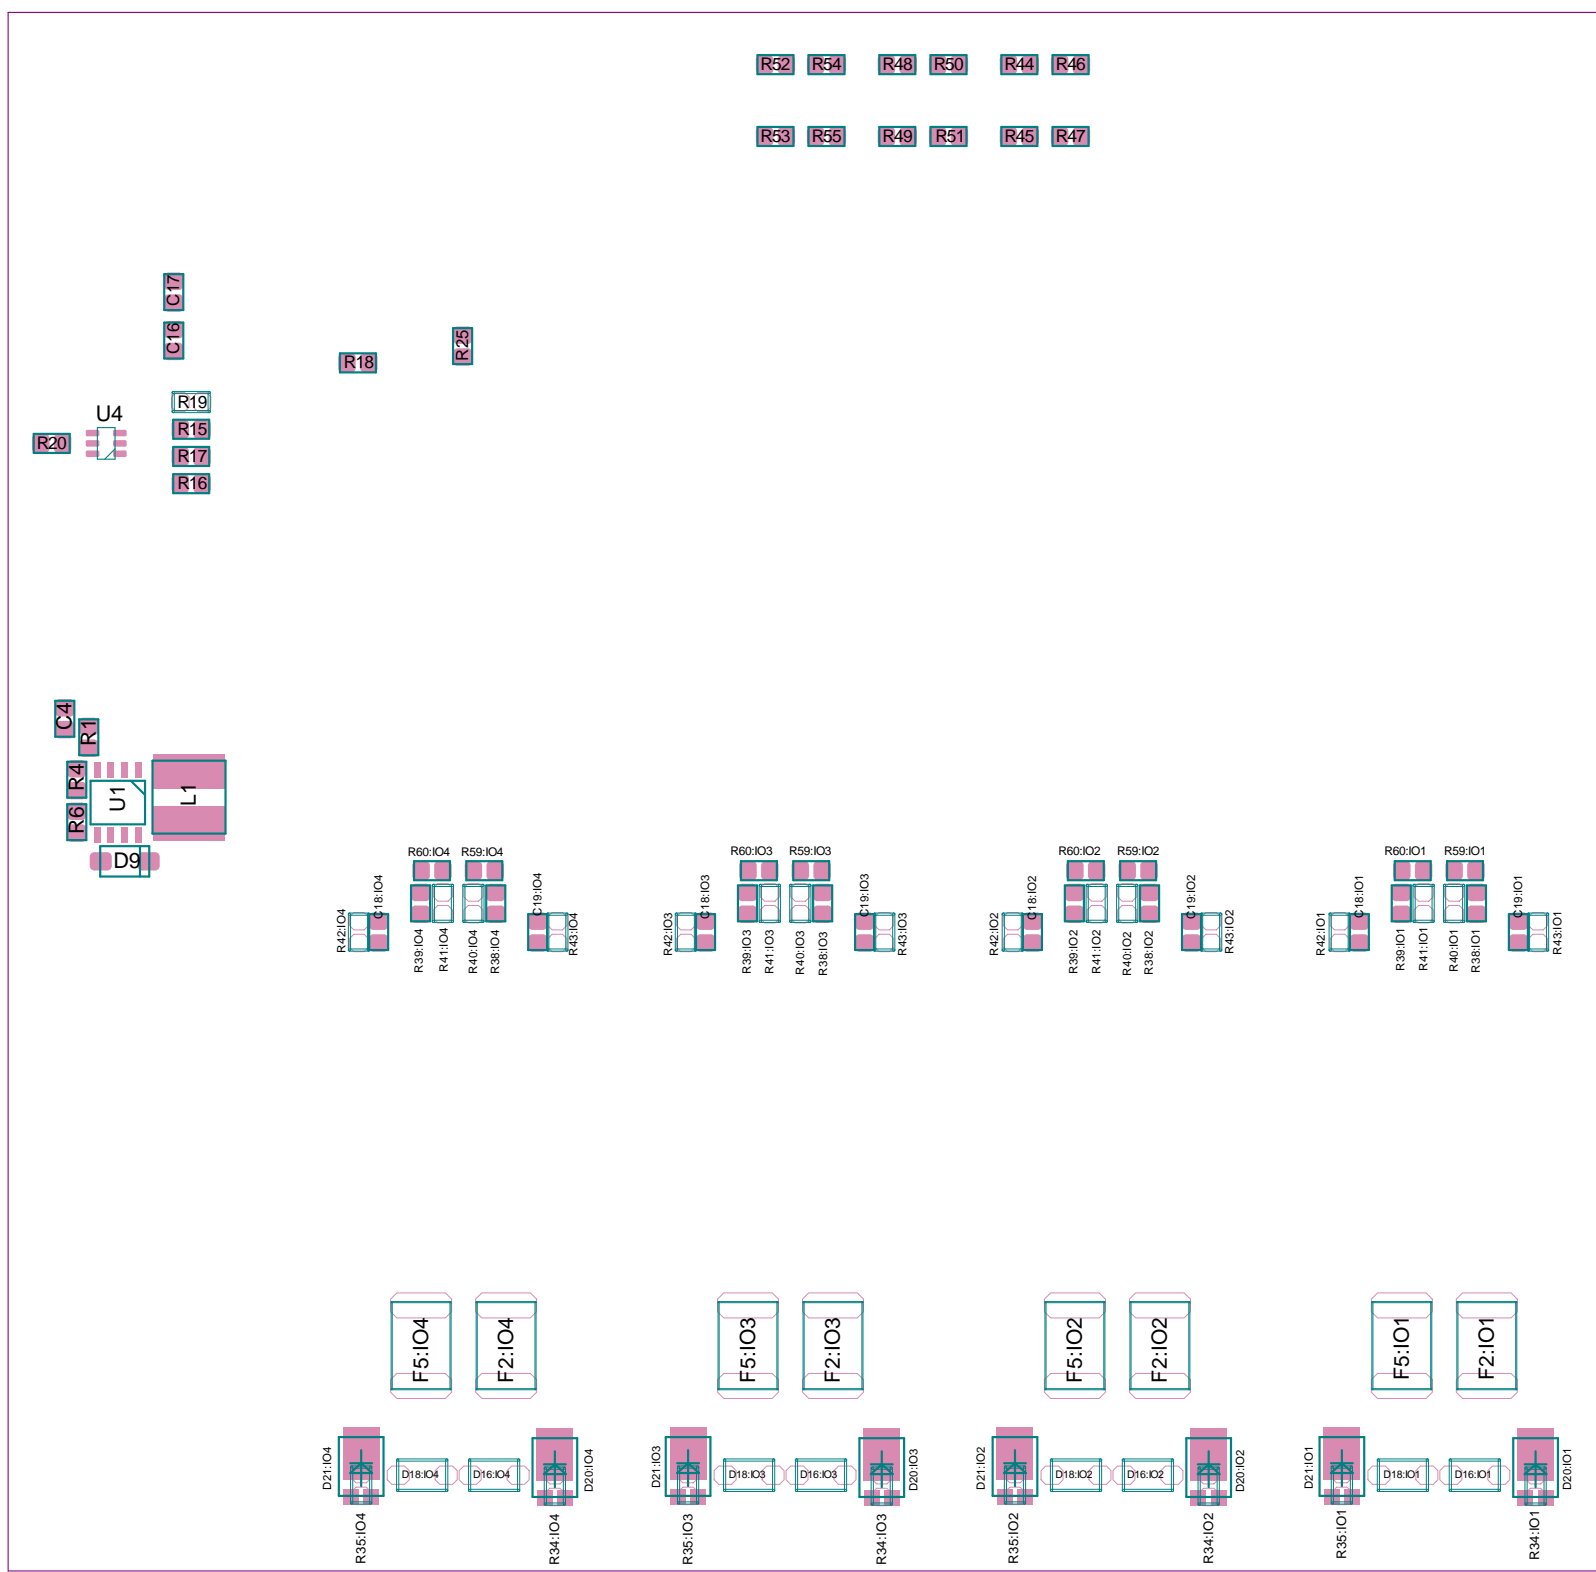 R52 R54 R48 R50 R44 R46
R53 R55 R49 R51 R45 R47
C17
C16
R25
R18
R19
U4
R15
R20
R17
R16
C4
R1
R4
U1
L1
R6
D9
R60:IO4 R59:IO4 R60:IO3 R59:IO3 R60:IO2 R59:IO2 R60:IO1 R59:IO1
R42:IO4 C18:IO4 R39:IO4 R41:IO4 R40:IO4 R38:IO4 C19:IO4 R43:IO4
R42:IO3 C18:IO3 R39:IO3 R41:IO3 R40:IO3 R38:IO3 C19:IO3 R43:IO3
R42:IO2 C18:IO2 R39:IO2 R41:IO2 R40:IO2 R38:IO2 C19:IO2 R43:IO2
R42:IO1 C18:IO1 R39:IO1 R41:IO1 R40:IO1 R38:IO1 C19:IO1 R43:IO1
F5:IO4 F2:IO4 F5:IO3 F2:IO3 F5:IO2 F2:IO2 F5:IO1 F2:IO1
D21:IO4 D18:IO4 D16:IO4 D20:IO4 D21:IO3 D18:IO3 D16:IO3 D20:IO3 D21:IO2 D18:IO2 D16:IO2 D20:IO2 D21:IO1 D18:IO1 D16:IO1 D20:IO1
R35:IO4 R34:IO4 R35:IO3 R34:IO3 R35:IO2 R34:IO2 R35:IO1 R34:IO1